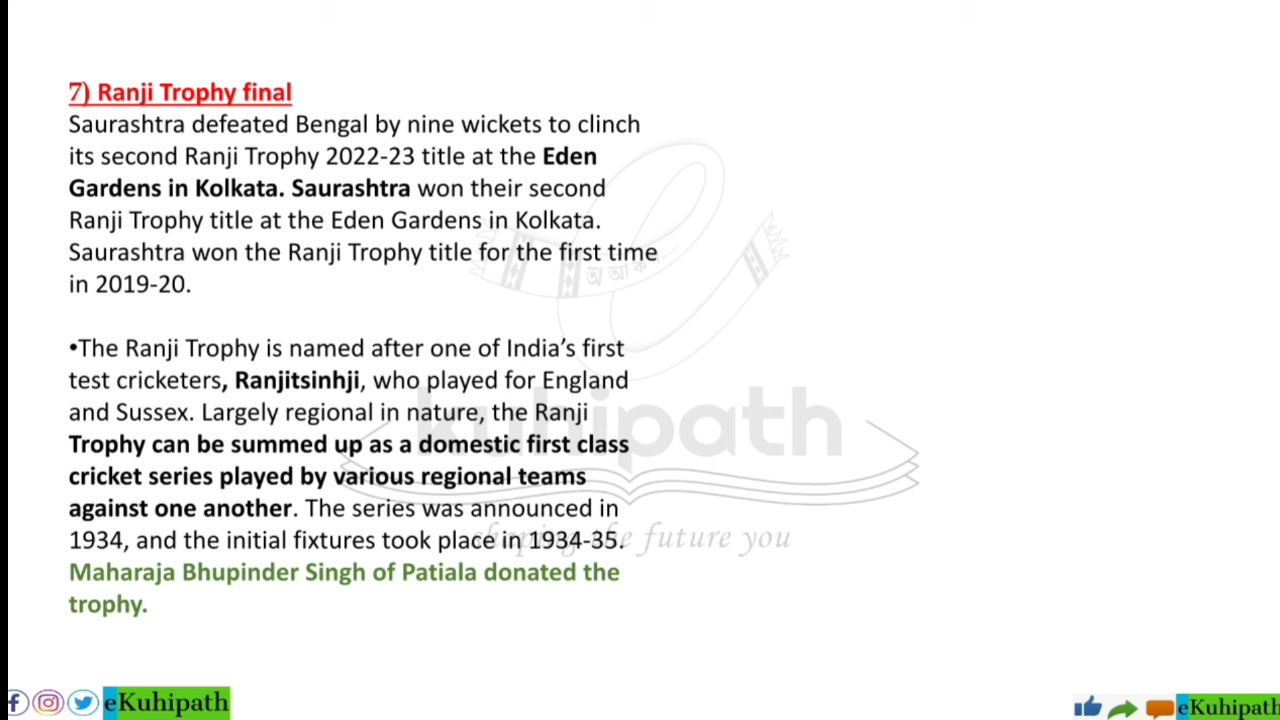 7) Ranji Trophy final
Saurashtra defeated Bengal by nine wickets to clinch
its second Ranji Trophy 2022-23 title at the Eden
Gardens in Kolkata. Saurashtra won their second
Ranji Trophy title at the Eden Gardens in Kolkata.
Saurashtra won the Ranji Trophy title for the first time
in 2019-20.
•The Ranji Trophy is named after one of India's first
test cricketers, Ranjitsinhji, who played for England
and Sussex. Largely regional in nature, the Ranji
Trophy can be summed up as a domestic first class
cricket series played by various regional teams
against one another. The series was announced in
1934, and the initial fixtures took place in 1934-35.
Maharaja Bhupinder Singh of Patiala donated the
trophy.
অ আ ক....
kuhipath
the future you
eKuhipath
eKuhipath